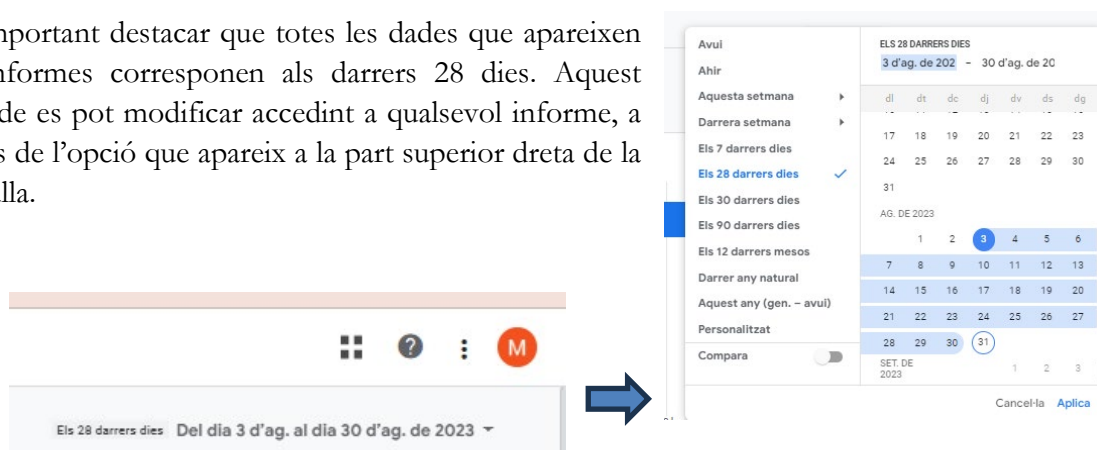 mportant destacar que totes les dades que apareixen
nformes corresponen als darrers 28 dies. Aquest
de es pot modificar accedint a qualsevol informe, a
s de l’opció que apareix a la part superior dreta de la
lla.
M
Els 28 darrers dies Del dia 3 d’ag. al dia 30 d’ag. de 2023
Avui
Ahir
Aquesta setmana
Darrera setmana
Els 7 darrers dies
Els 28 darrers dies
Els 30 darrers dies
Els 90 darrers dies
Els 12 darrers mesos
Darrer any natural
Aquest any (gen. – avui)
Personalitzat
Compara
ELS 28 DARRERS DIES
3 d’ag. de 202 – 30 d’ag. de 20
dl dt dc dj dv ds dg
17 18 19 20 21 22 23
24 25 26 27 28 29 30
31
AG. DE 2023
1 2 3 4 5 6
7 8 9 10 11 12 13
14 15 16 17 18 19 20
21 22 23 24 25 26 27
28 29 30 31
SET. DE
2023
1 2 3
Cancel·la Aplica